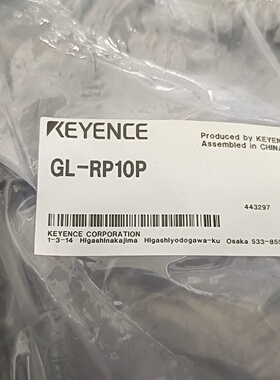 KEYENCE
Produced by KEYEN
Assembled in CHINA
GL-RP10P
443297
KEYENCE CORPORATION
1-3-14 Higashinakajima Higashiyodogawa-ku Osaka 533-855